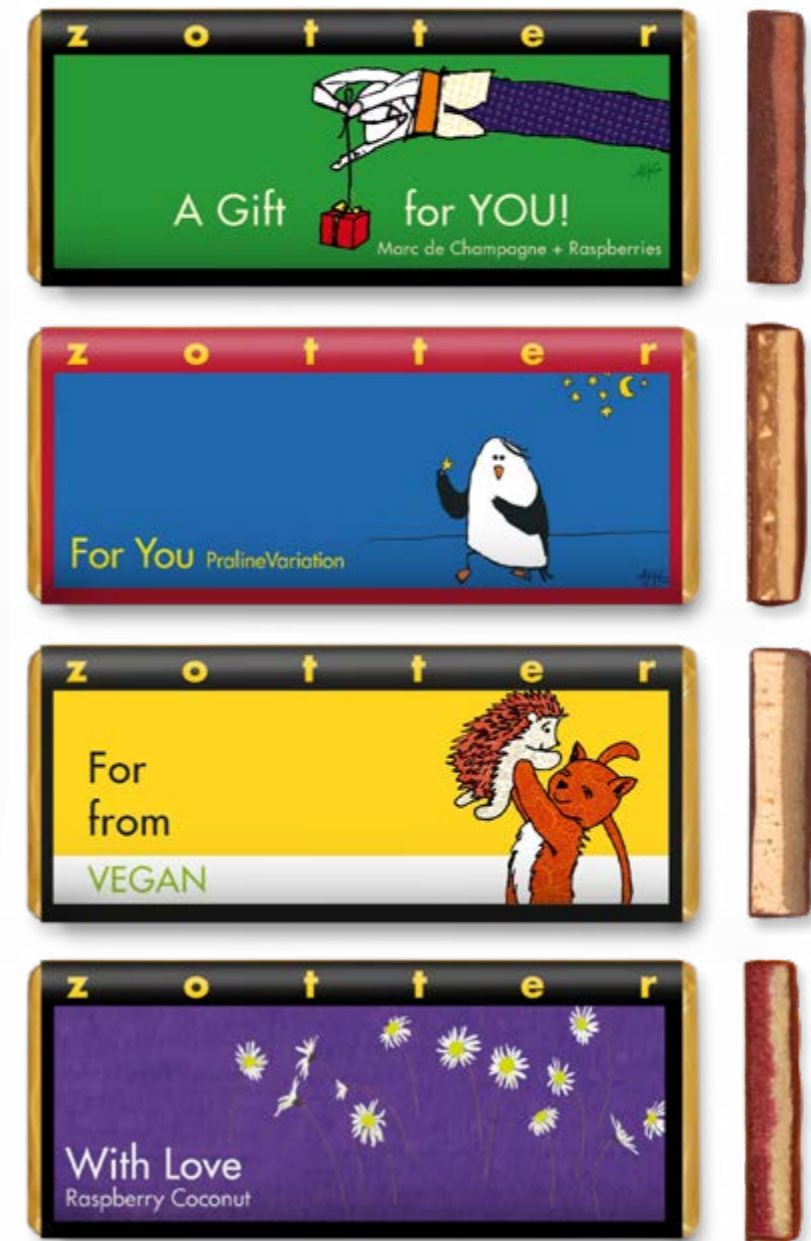 zotter
A Gift for YOU!
Marc de Champagne + Raspberries
zotter
For You PralineVariation
zotter
For
from
VEGAN
zotter
With Love
Raspberry Coconut